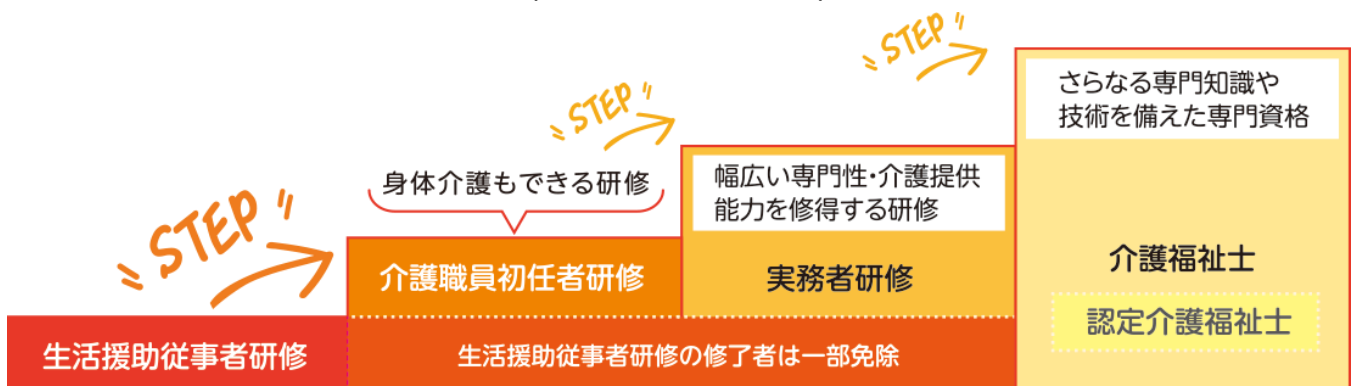 STEP
STEP
STEP
さらなる専門知識や
技術を備えた専門資格
身体介護もできる研修
幅広い専門性・介護提供
能力を修得する研修
介護職員初任者研修
実務者研修
介護福祉士
認定介護福祉士
生活援助従事者研修
生活援助従事者研修の修了者は一部免除